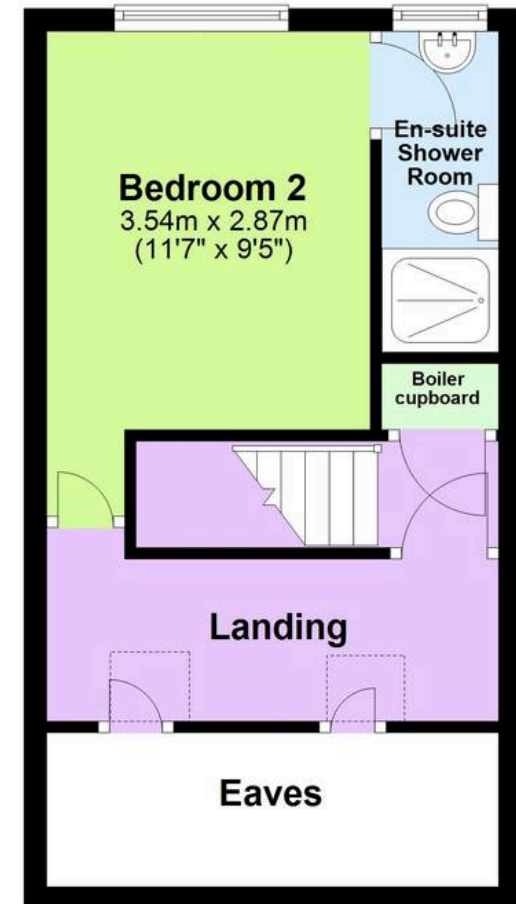 Bedroom 2
3.54m x 2.87m
(11'7" x 9'5")
En-suite
Shower
Room
Boiler
cupboard
Landing
Eaves